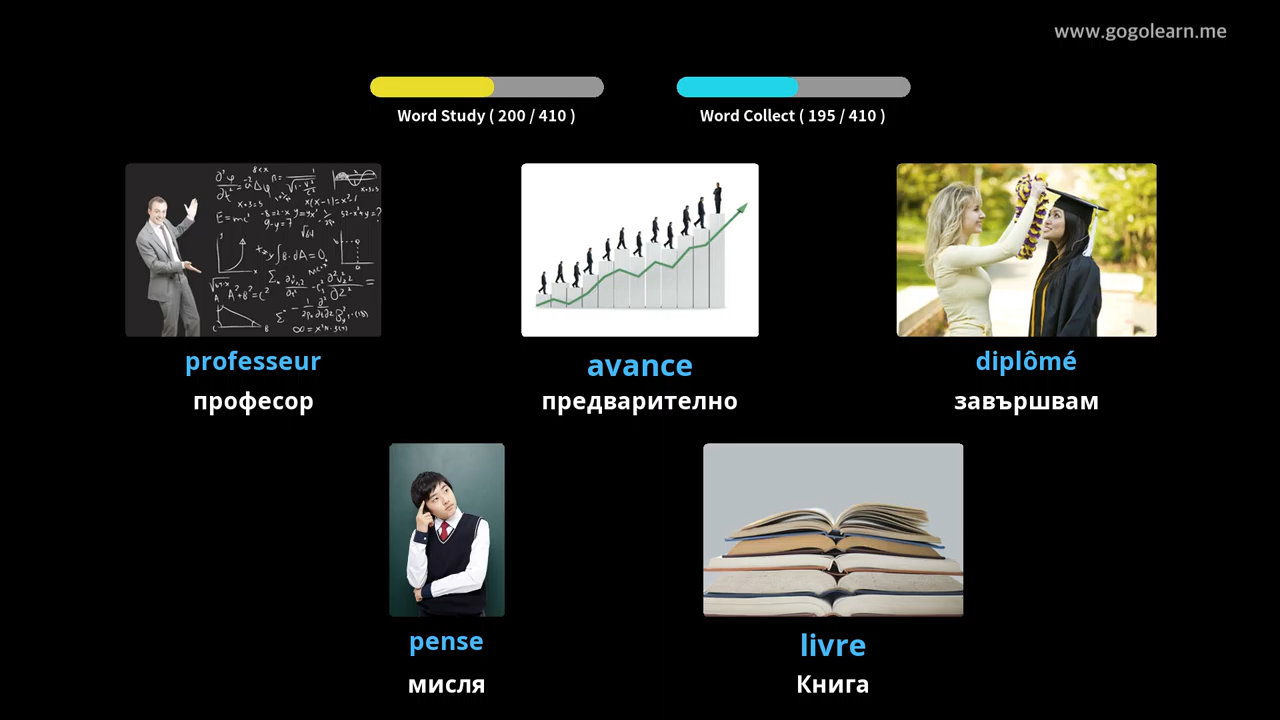 www.gogolearn.me
Word Study ( 200 / 410 )
Word Collect ( 195 / 410 )
professeur
avance
diplômé
професор
предварително
завършвам
pense
livre
мисля
Книга